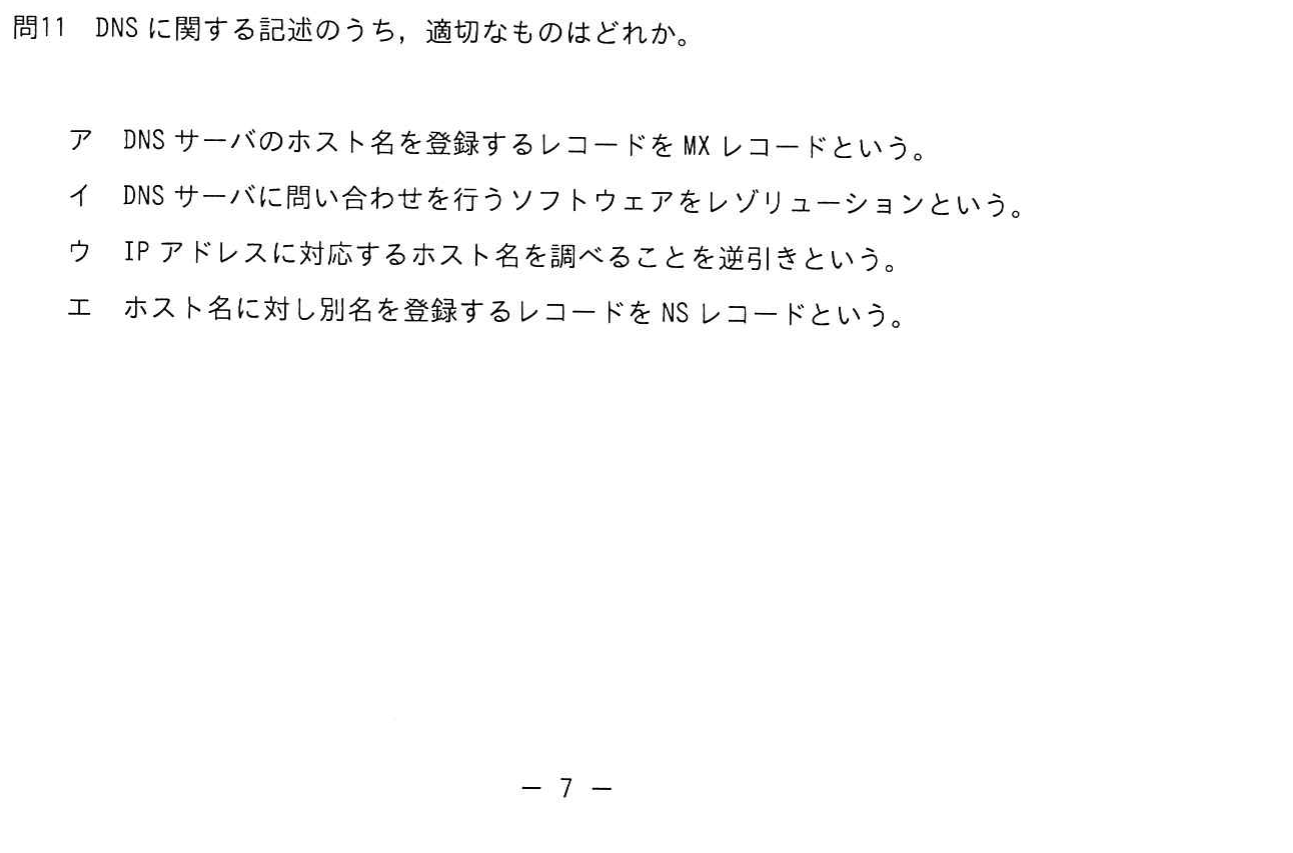 問11 DNS に関する記述のうち，適切なものはどれか。
ア DNS サーバのホスト名を登録するレコードを MX レコードという。
イ DNS サーバに問い合わせを行うソフトウェアをレゾリューションという。
ウ IP アドレスに対応するホスト名を調べることを逆引きという。
エ ホスト名に対し別名を登録するレコードを NS レコードという。
― 7 ―